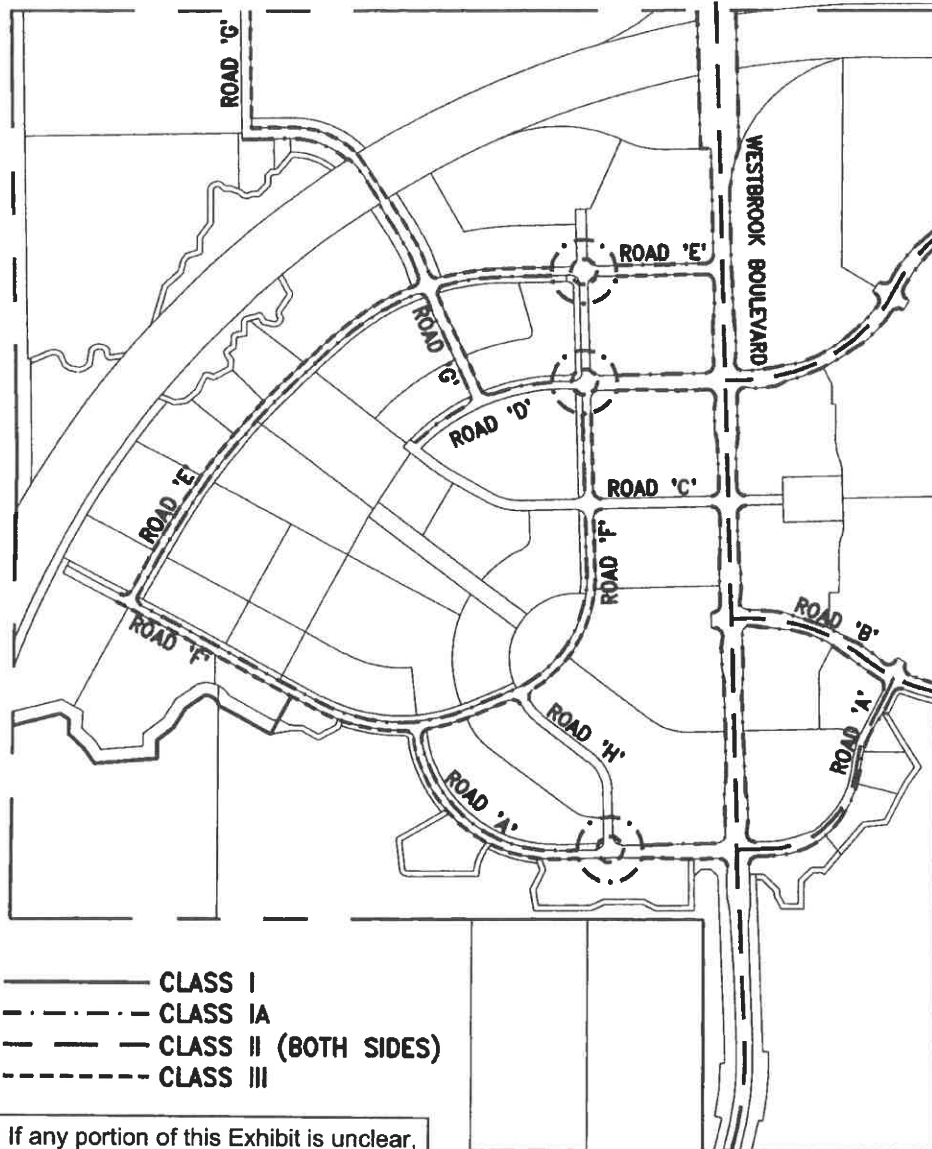 ROAD 'G'
WESTBROOK BOULEVARD
ROAD 'E'
ROAD 'G'
ROAD 'D'
ROAD 'E'
ROAD 'C'
ROAD 'F'
ROAD 'B'
ROAD 'F'
ROAD 'H'
ROAD 'A'
ROAD 'A'
CLASS I
CLASS IA
CLASS II (BOTH SIDES)
CLASS III
If any portion of this Exhibit is unclear,